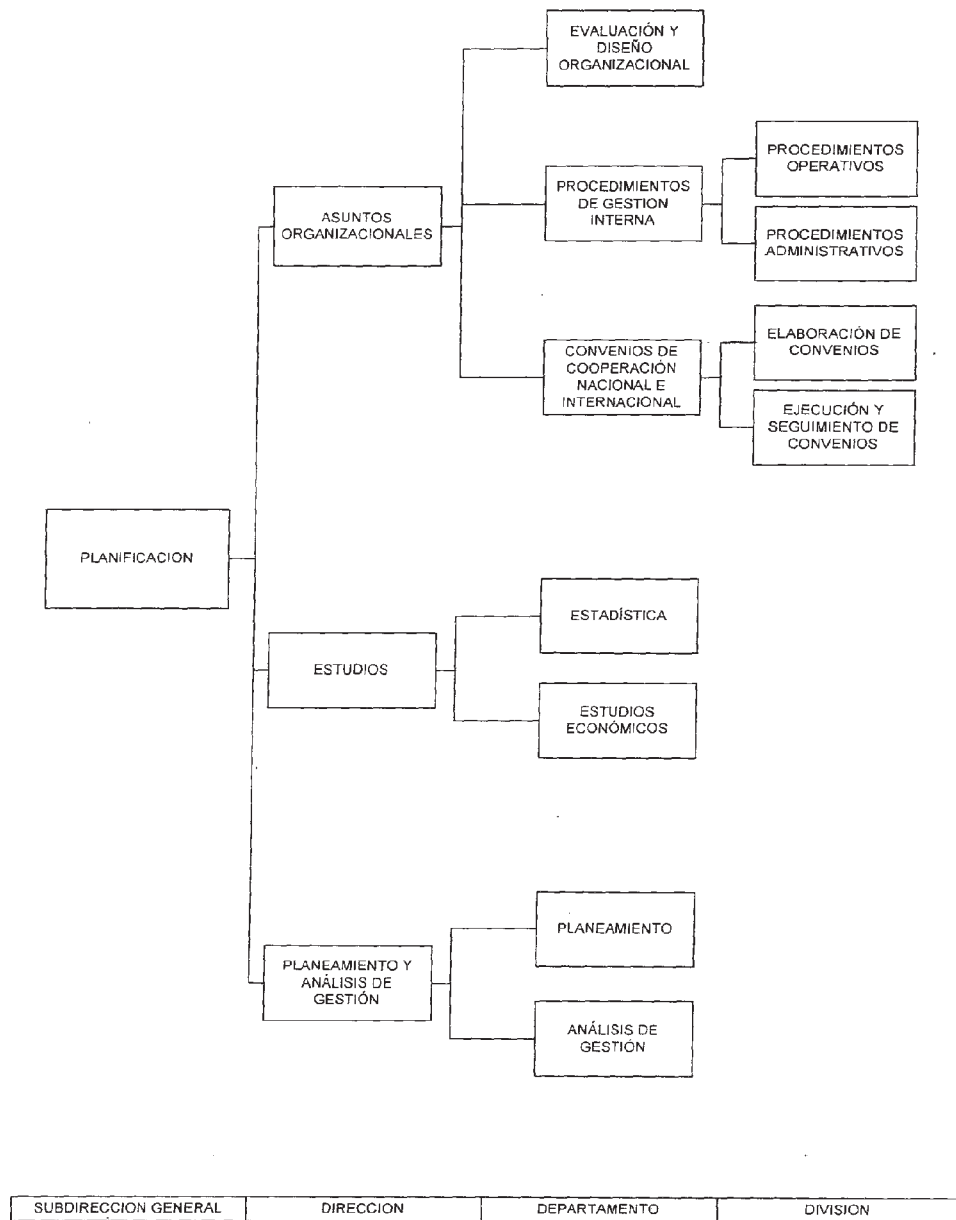 EVALUACIÓN Y
DISEÑO
ORGANIZACIONAL
PROCEDIMIENTOS
OPERATIVOS
ASUNTOS
ORGANIZACIONALES
PROCEDIMIENTOS
DE GESTION
INTERNA
PROCEDIMIENTOS
ADMINISTRATIVOS
CONVENIOS DE
COOPERACIÓN
NACIONAL E
INTERNACIONAL
ELABORACIÓN DE
CONVENIOS
EJECUCIÓN Y
SEGUIMIENTO DE
CONVENIOS
PLANIFICACION
ESTADÍSTICA
ESTUDIOS
ESTUDIOS
ECONÓMICOS
PLANEAMIENTO
PLANEAMIENTO Y
ANÁLISIS DE
GESTIÓN
ANÁLISIS DE
GESTIÓN
SUBDIRECCION GENERAL DIRECCION DEPARTAMENTO DIVISION